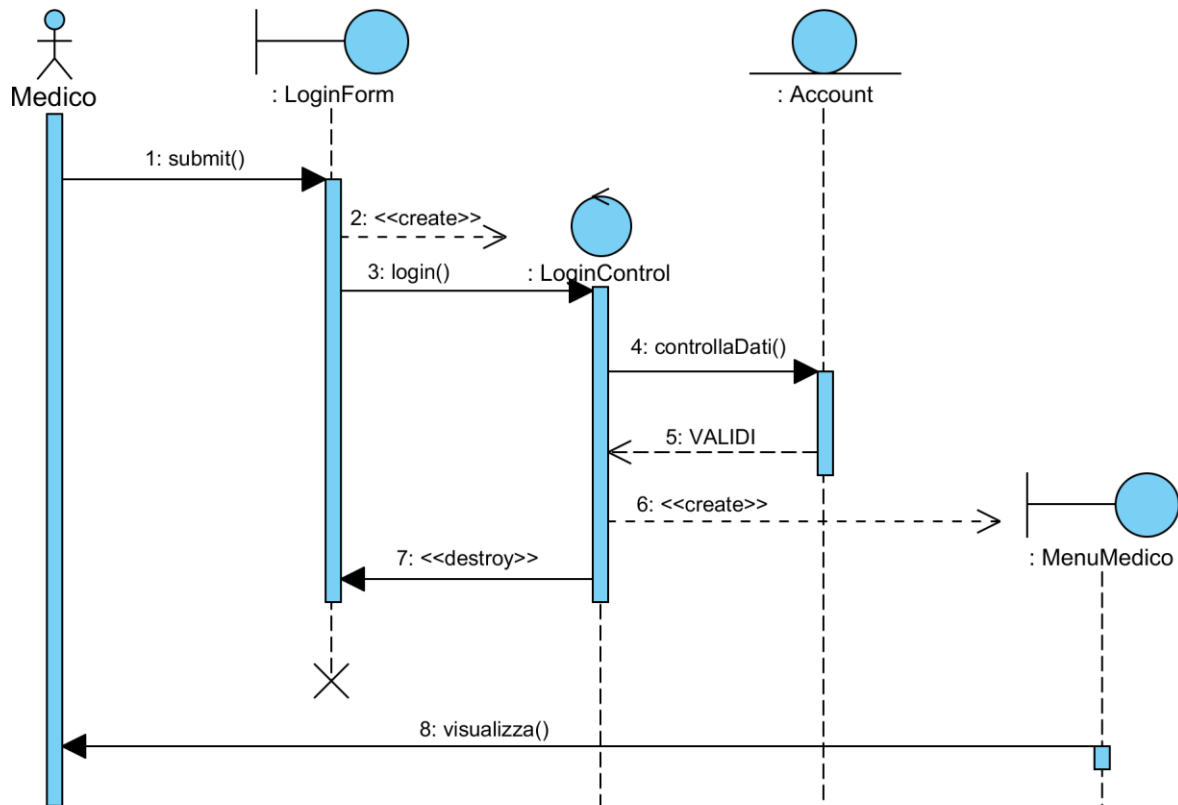 Medico
: LoginForm
: Account
1: submit()
2: <<create>>
3: login()
: LoginControl
4: controllaDati()
5: VALIDI
6: <<create>>
: MenuMedico
7: <<destroy>>
8: visualizza()